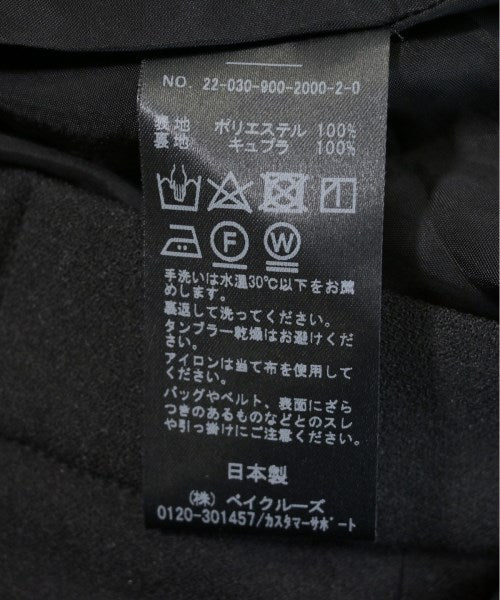 NO. 22-030-900-2000-2-0
表地 ポリエステル 100%
裏地 キュプラ 100%
F W
手洗いは水温30℃以下をお薦
めします。
裏返して洗ってください。
タンブラー乾燥はお避けくだ
さい。
アイロンは当て布を使用して
ください。
バッグやベルト、表面にざら
つきのあるものなどとのスレ
や引っ掛けにご注意ください。
日本製
(株) ベイクルーズ
0120-301457/カスタマーサポート